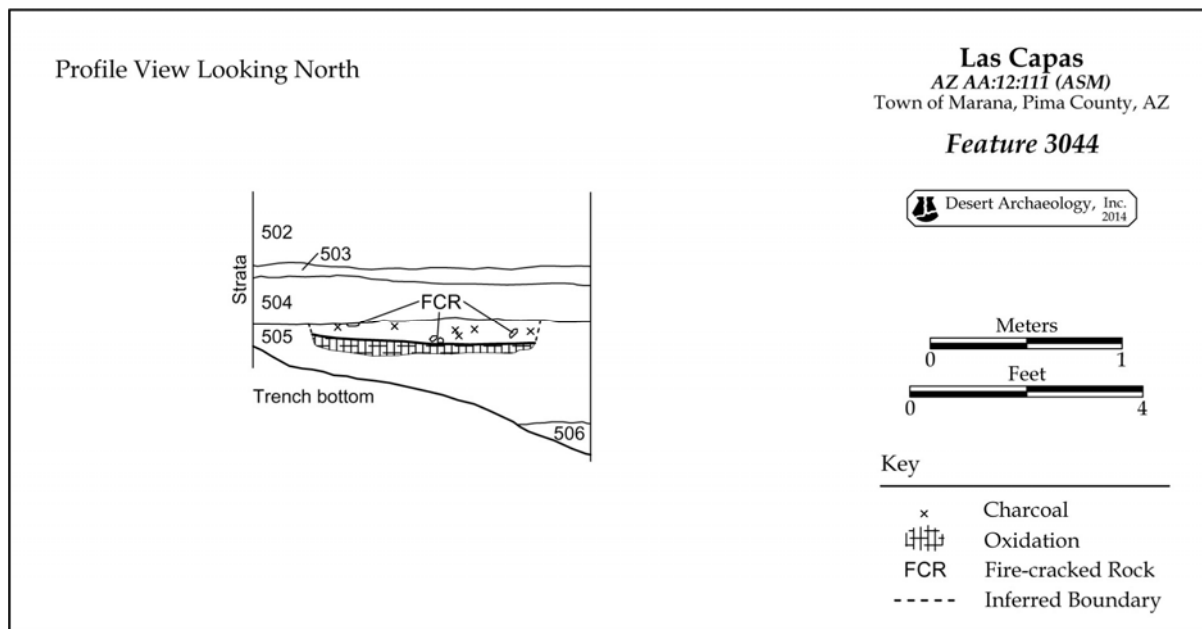 Profile View Looking North
Las Capas
AZ AA:12:111 (ASM)
Town of Marana, Pima County, AZ
Feature 3044
Desert Archaeology, Inc.
2014
502
503
Strata
504
FCR
505
Trench bottom
506
Meters
0 1
Feet
0 4
Key
Charcoal
Oxidation
FCR Fire-cracked Rock
Inferred Boundary